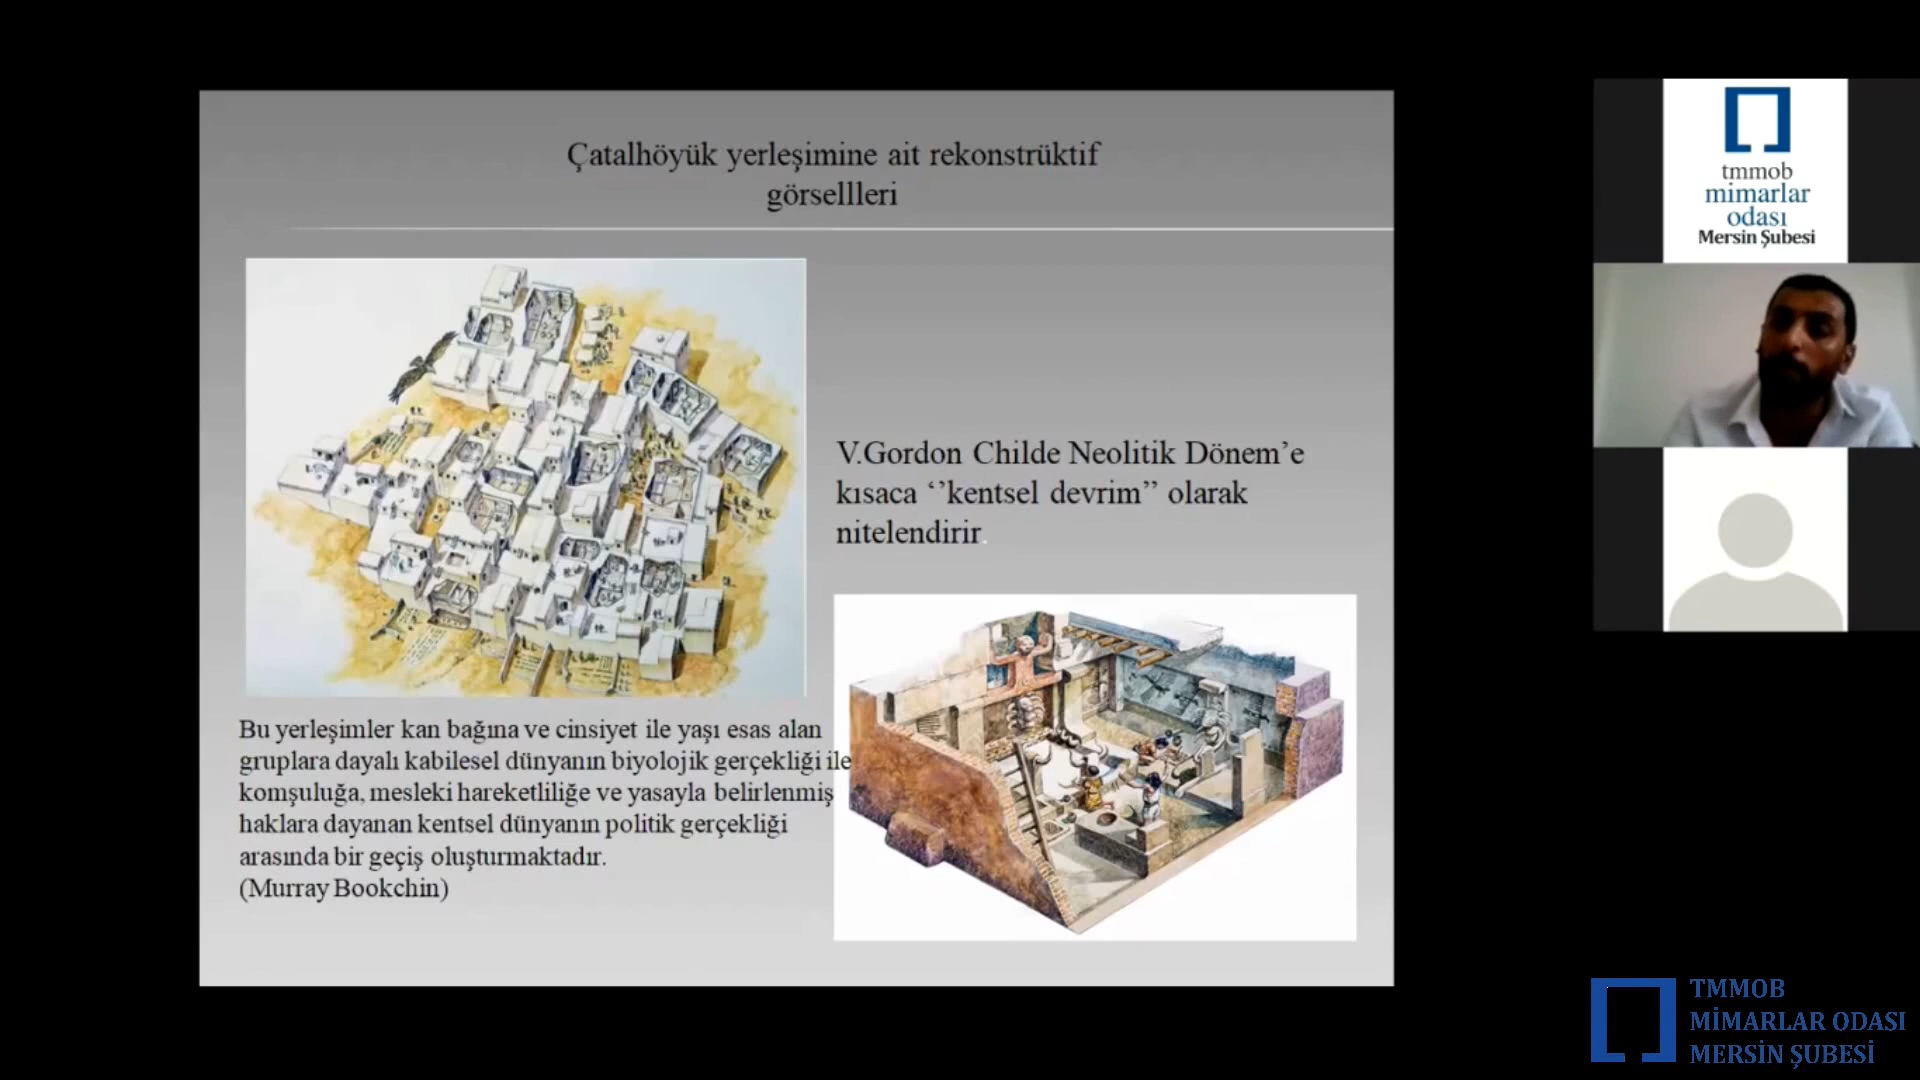 Çatalhöyük yerleşimine ait rekonstrüktif
görsellleri
V.Gordon Childe Neolitik Dönem’e
kısaca ‘’kentsel devrim’’ olarak
nitelendirir.
Bu yerleşimler kan bağına ve cinsiyet ile yaşı esas alan
gruplara dayalı kabilesel dünyanın biyolojik gerçekliği ile
komşuluğa, mesleki hareketliliğe ve yasayla belirlenmiş
haklara dayanan kentsel dünyanın politik gerçekliği
arasında bir geçiş oluşturmaktadır.
(Murray Bookchin)
tmmob
mimarlar
odası
Mersin Şubesi
TMMOB
MİMARLAR ODASI
MERSİN ŞUBESİ